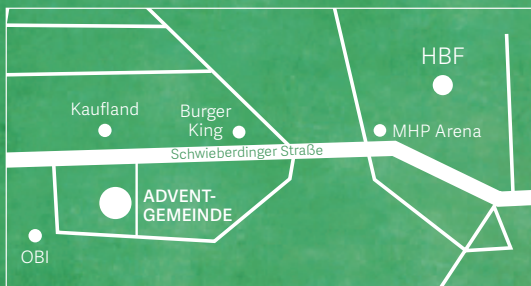 HBF
Kaufland
Burger
King
MHP Arena
Schwieberdinger Straße
ADVENT-
GEMEINDE
OBI